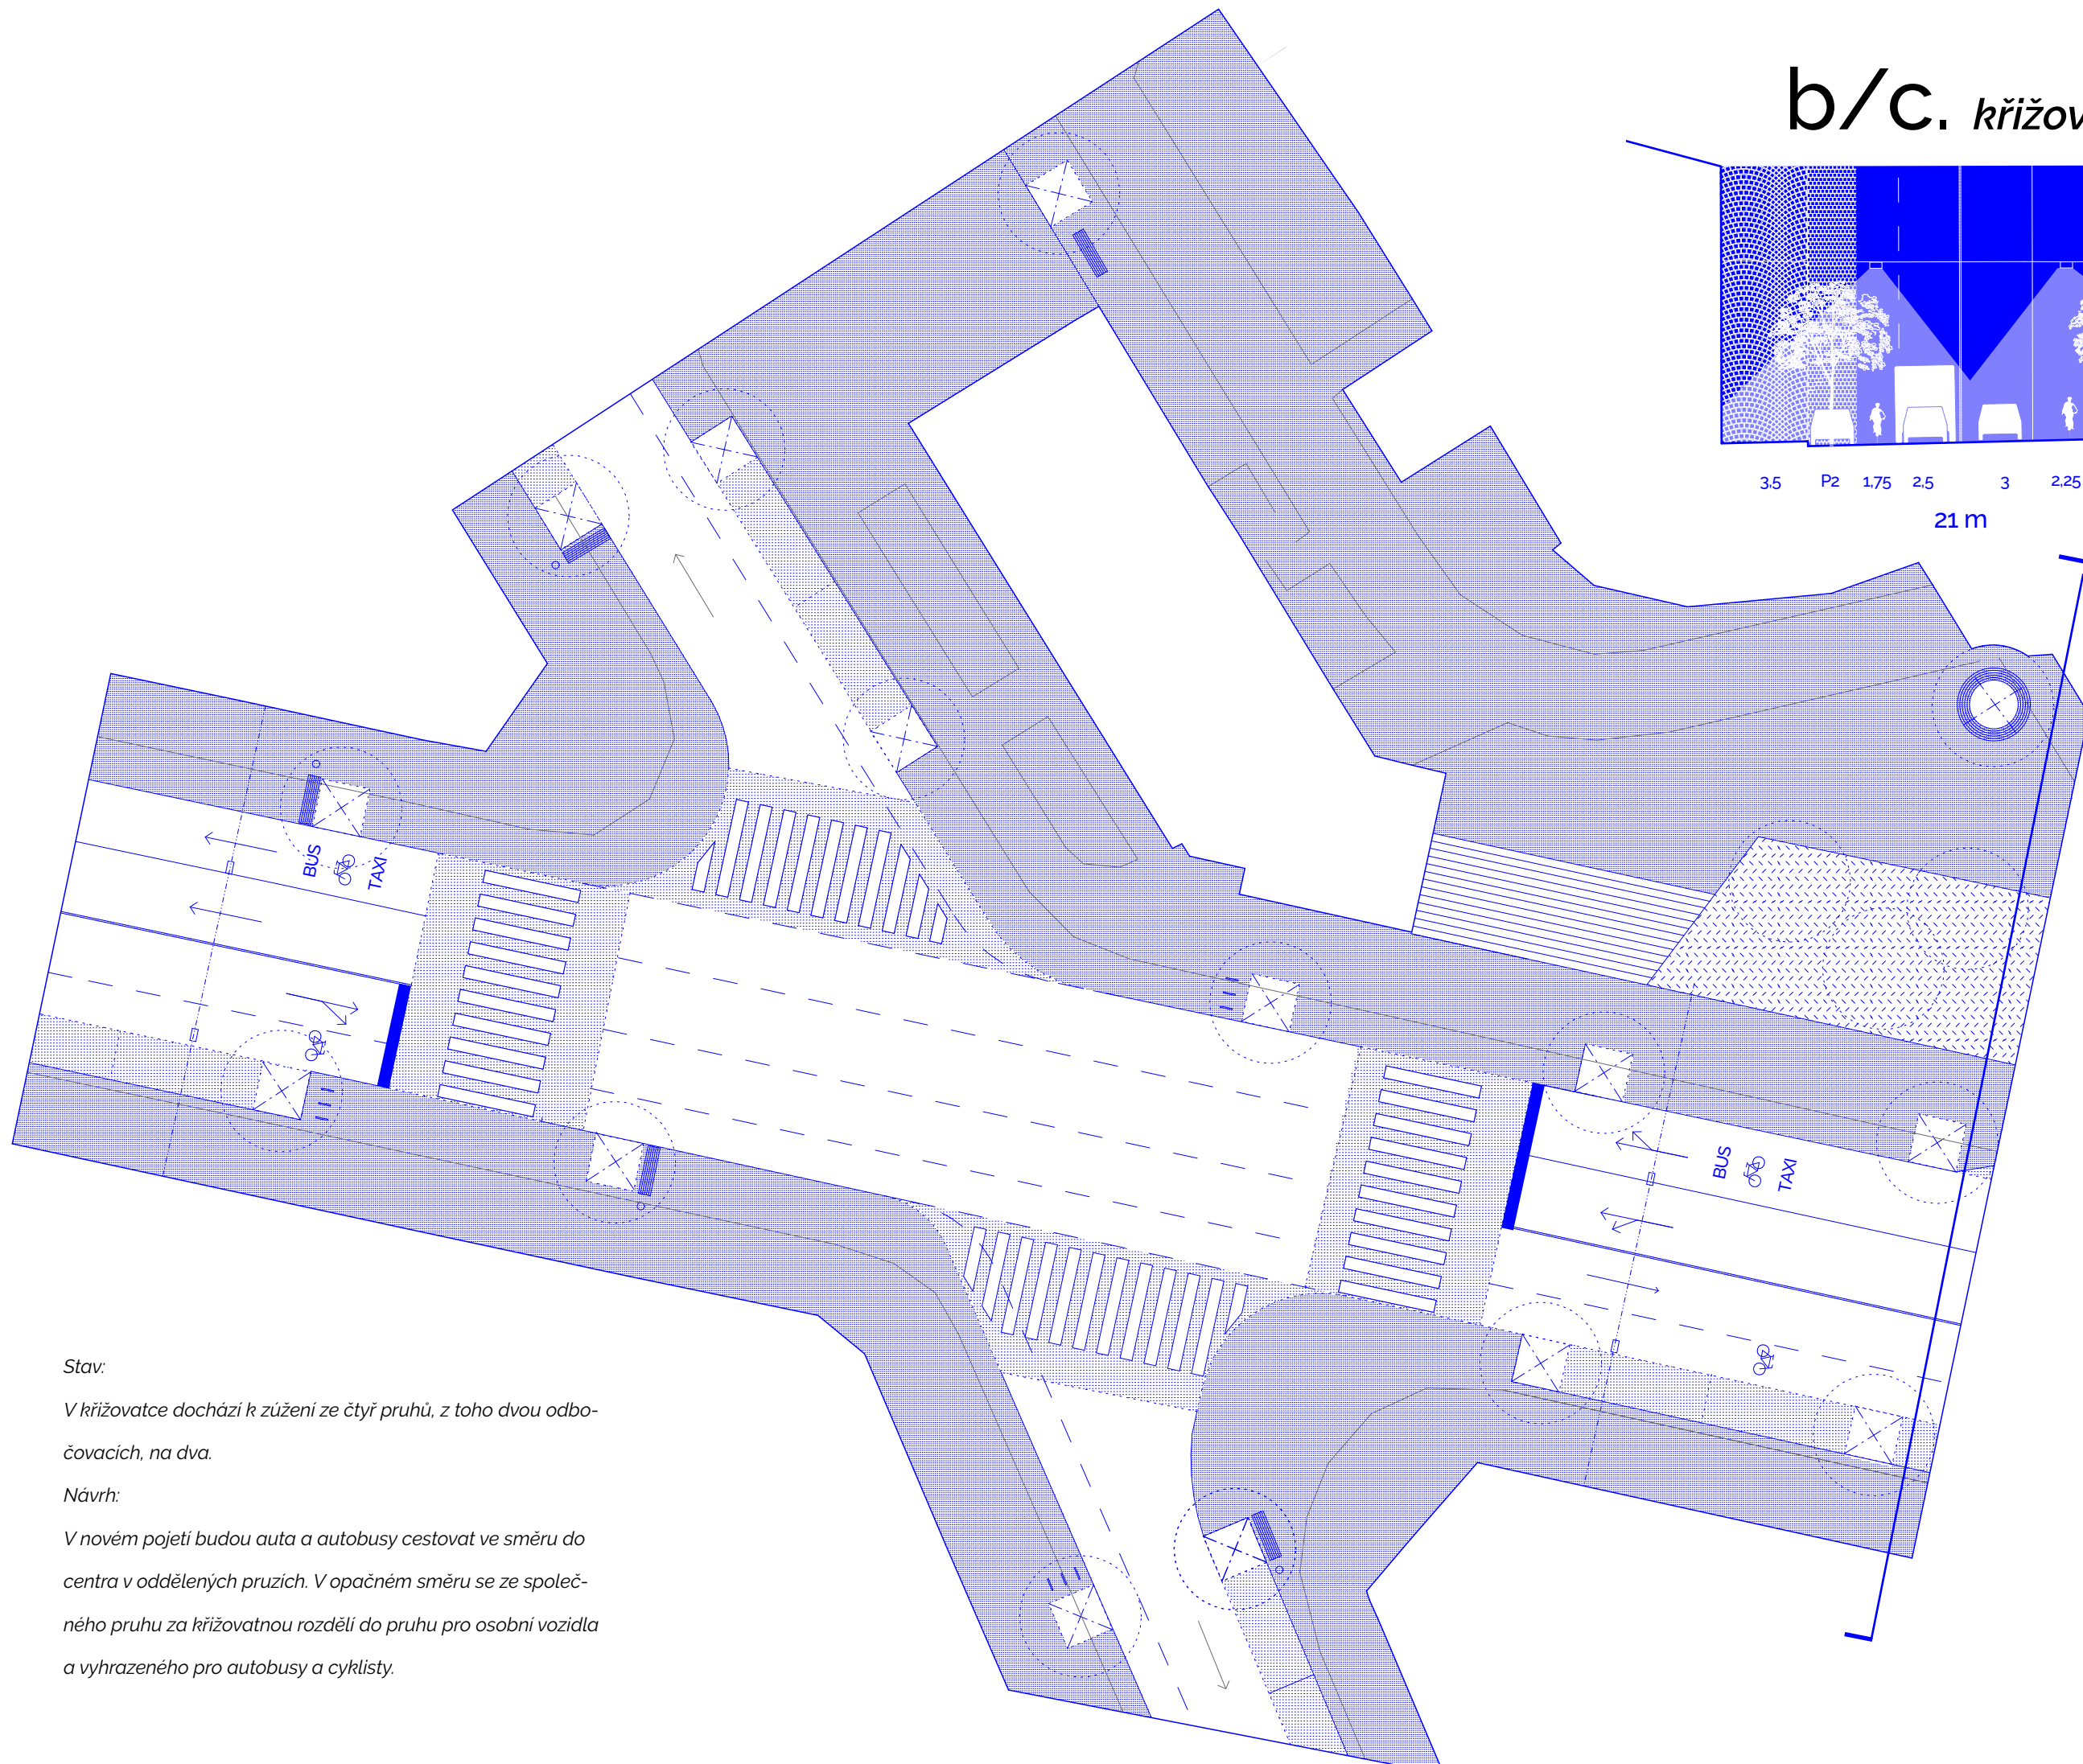 b/c. křižov
3,5 P2 1,75 2,5 3 2,25
21 m
BUS TAXI
BUS TAXI
Stav:
V křižovatce dochází k zúžení ze čtyř pruhů, z toho dvou odbo-
čovacích, na dva.
Návrh:
V novém pojetí budou auta a autobusy cestovat ve směru do
centra v oddělených pruzích. V opačném směru se ze společ-
ného pruhu za křižovatnou rozdělí do pruhu pro osobní vozidla
a vyhrazeného pro autobusy a cyklisty.